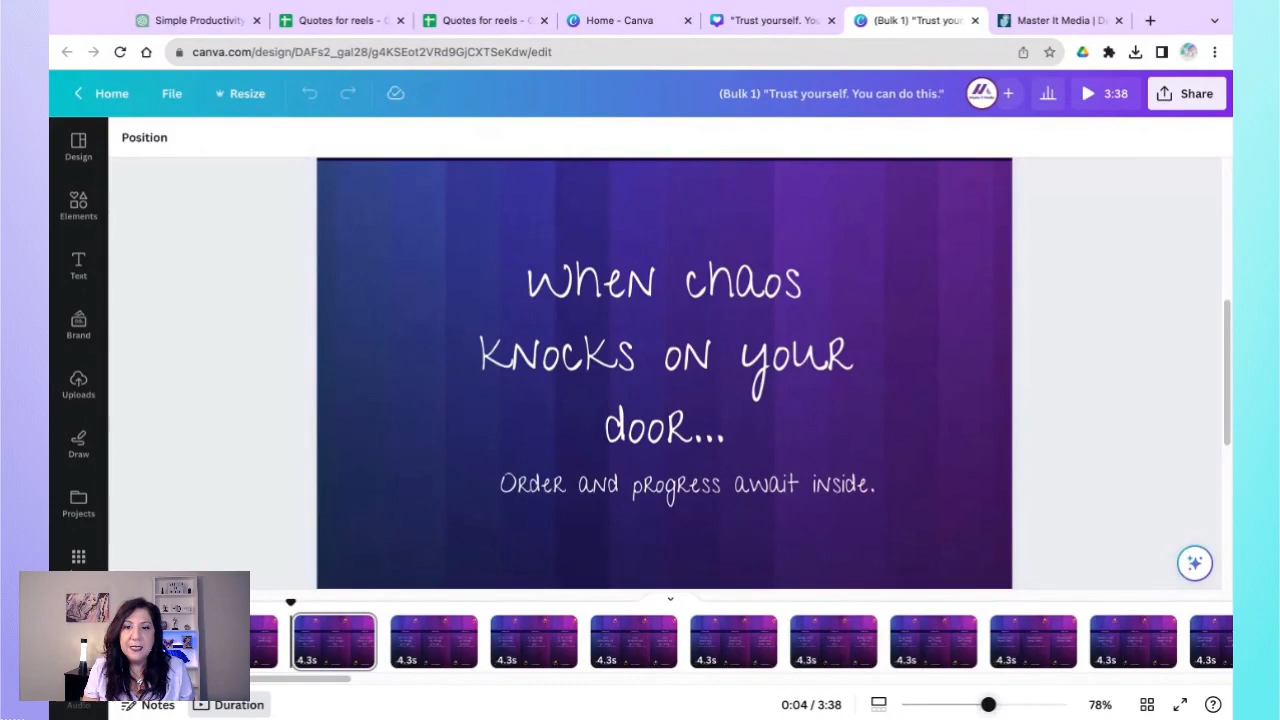 Simple Productivity
Quotes for reels - G
Quotes for reels - G
Home - Canva
"Trust yourself. You
(Bulk 1) "Trust your
Master It Media | D
canva.com/design/DAFs2_gal28/g4KSEot2VRd9GjCXTSeKdw/edit
Home
File
Resize
(Bulk 1) "Trust yourself. You can do this."
3:38
Share
Position
Design
Elements
Text
Brand
Uploads
Draw
Projects
When chaos
knocks on your
door...
Order and progress await inside.
4.3s
4.3s
4.3s
4.3s
4.3s
4.3s
4.3s
4.3s
4.3s
Audio
Notes
Duration
0:04 / 3:38
78%